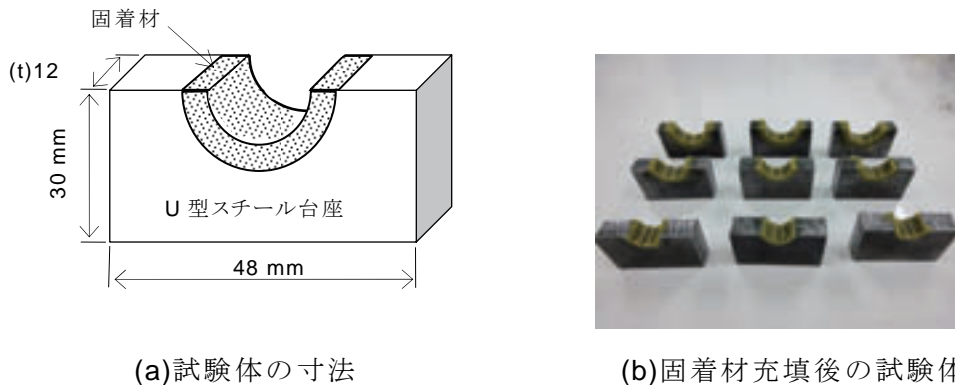 固着材
(t)12
30 mm
U 型スチール台座
48 mm
(a)試験体の寸法
(b)固着材充填後の試験体